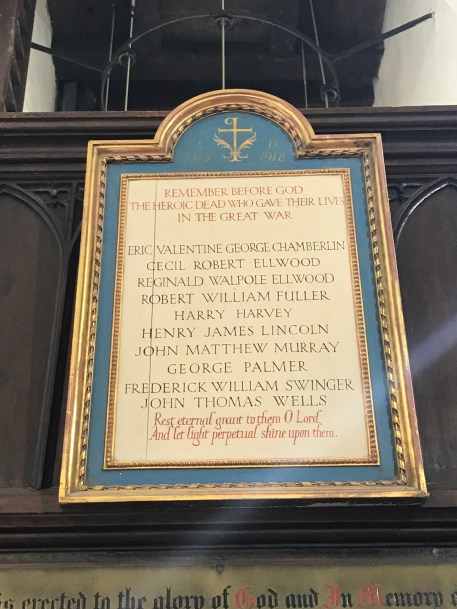 REMEMBER BEFORE GOD
THE HEROIC DEAD WHO GAVE THEIR LIVES
IN THE GREAT WAR
ERIC VALENTINE GEORGE CHAMBERLIN
CECIL ROBERT ELLWOOD
REGINALD WALPOLE ELLWOOD
ROBERT WILLIAM FULLER
HARRY HARVEY
HENRY JAMES LINCOLN
JOHN MATTHEW MURRAY
GEORGE PALMER
FREDERICK WILLIAM SWINGER
JOHN THOMAS WELLS
Rest eternal grant to them O Lord
And let light perpetual shine upon them.
is erected to the glory of God and In Memory